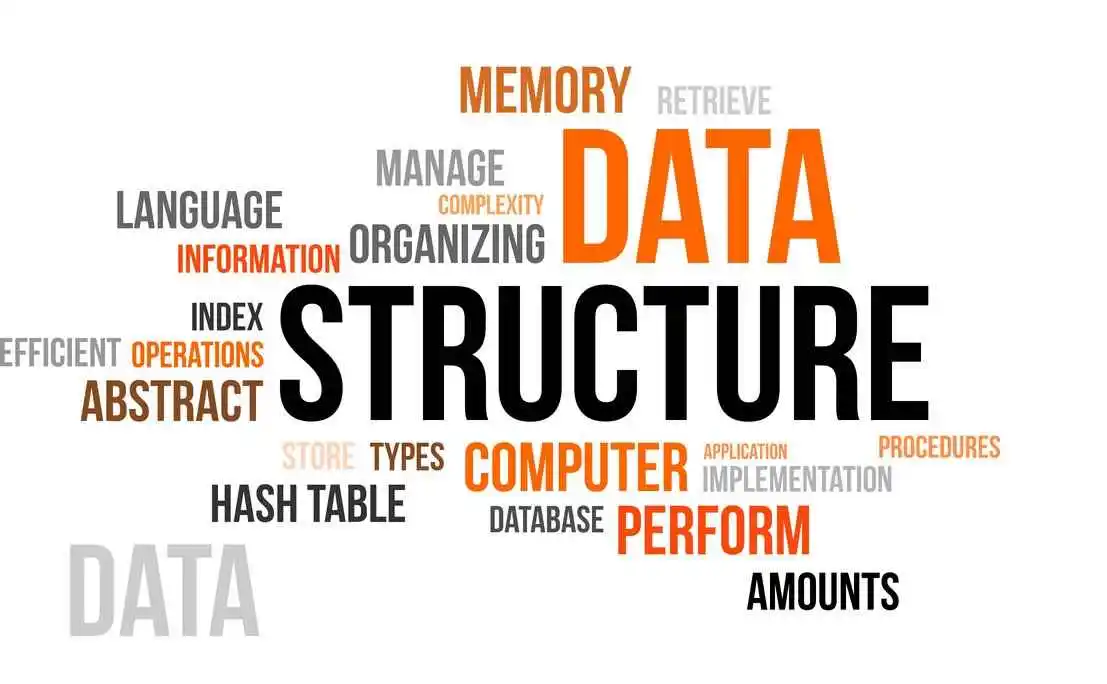 MEMORY
RETRIEVE
DATA
MANAGE
COMPLEXITY
LANGUAGE
ORGANIZING
INFORMATION
STRUCTURE
INDEX
EFFICIENT
OPERATIONS
ABSTRACT
STORE
TYPES
COMPUTER
APPLICATION
PROCEDURES
IMPLEMENTATION
HASH TABLE
DATABASE
PERFORM
DATA
AMOUNTS